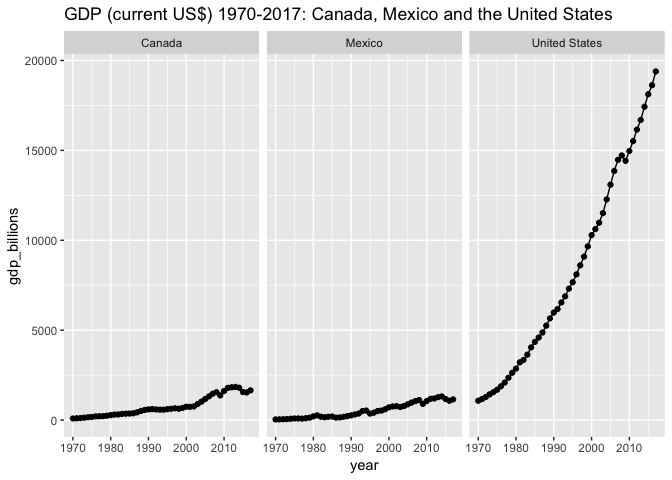 GDP (current US$) 1970-2017: Canada, Mexico and the United States
Canada Mexico United States
20000
15000
10000
5000
0
gdp_billions
1970 1980 1990 2000 2010 1970 1980 1990 2000 2010 1970 1980 1990 2000 2010
year